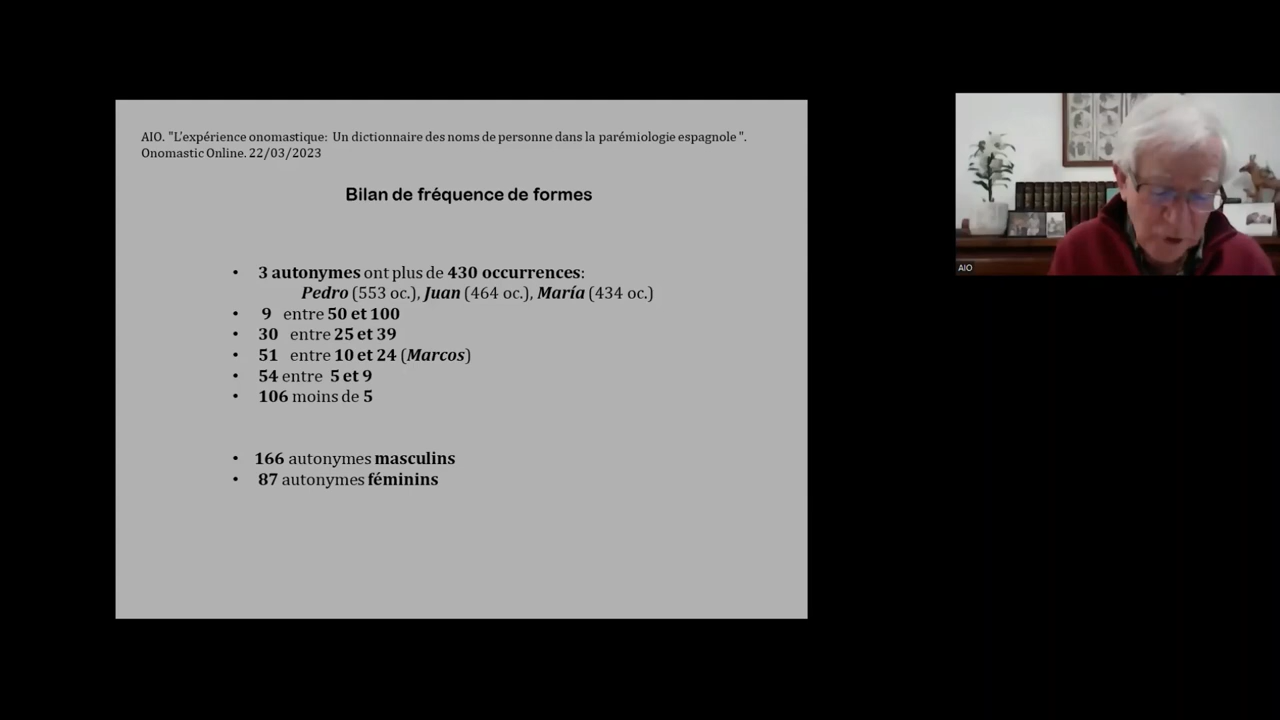 AIO. "L'expérience onomastique: Un dictionnaire des noms de personne dans la parémiologie espagnole ".
Onomastic Online. 22/03/2023
Bilan de fréquence de formes
• 3 autonymes ont plus de 430 occurrences:
Pedro (553 oc.), Juan (464 oc.), María (434 oc.)
• 9 entre 50 et 100
• 30 entre 25 et 39
• 51 entre 10 et 24 (Marcos)
• 54 entre 5 et 9
• 106 moins de 5
• 166 autonymes masculins
• 87 autonymes féminins
AIO